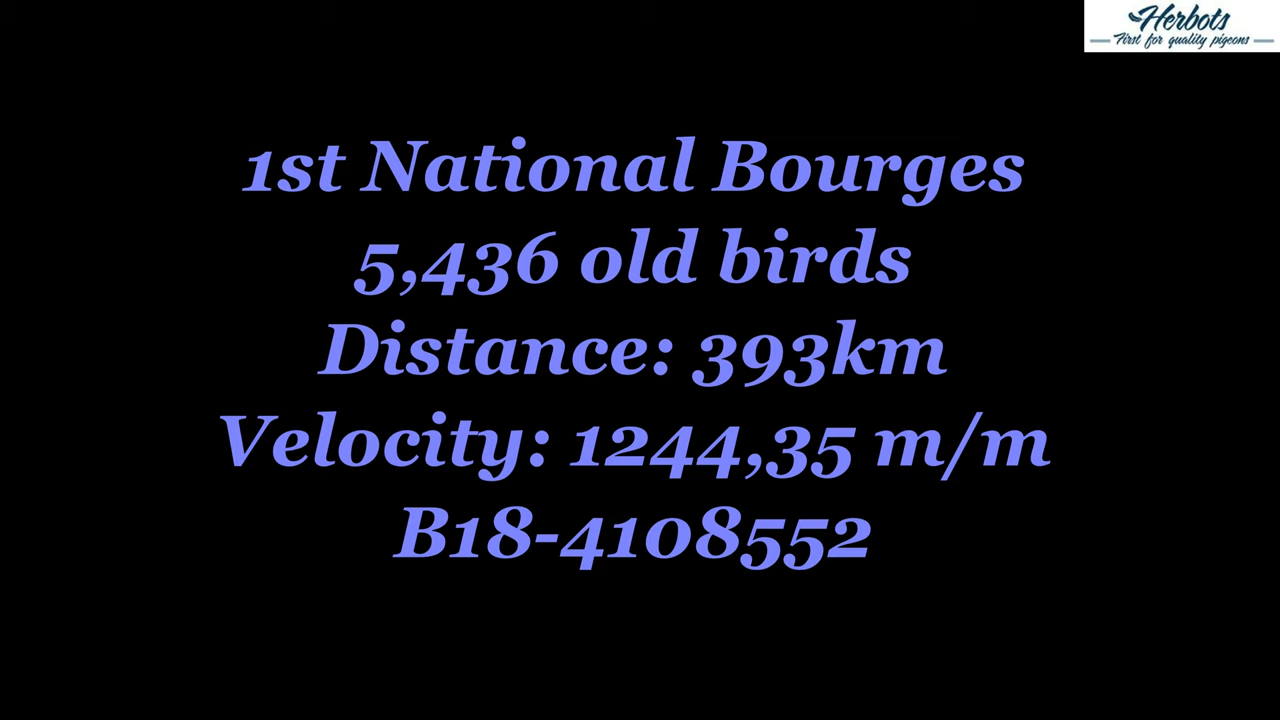 Herbots
First for quality pigeons
1st National Bourges
5,436 old birds
Distance: 393km
Velocity: 1244,35 m/m
B18-4108552